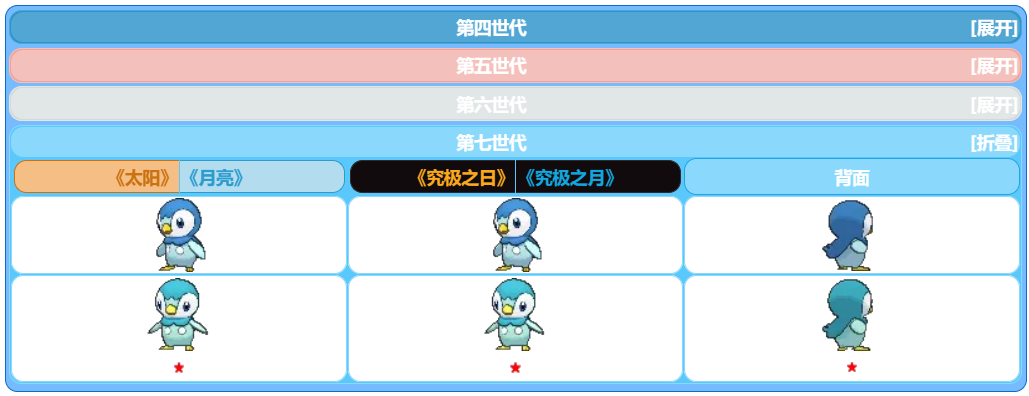 第四世代 [展开]
第五世代 [展开]
第六世代 [展开]
第七世代 [折叠]
《太阳》 《月亮》 《究极之日》 《究极之月》 背面